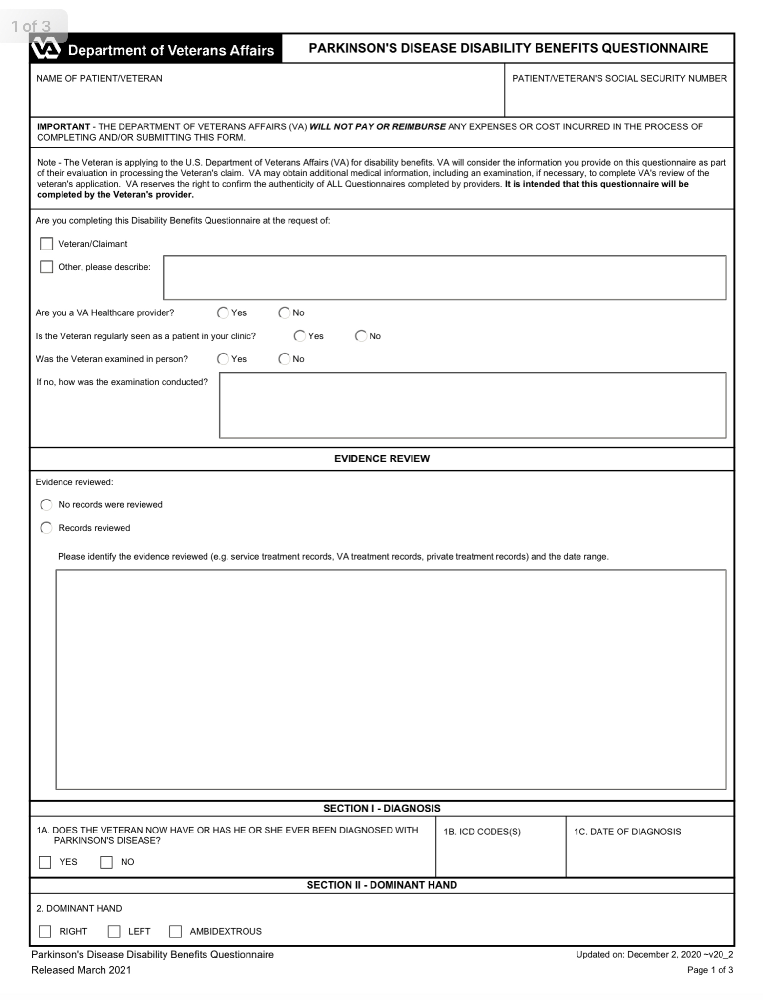 1 of 3
VA Department of Veterans Affairs
PARKINSON'S DISEASE DISABILITY BENEFITS QUESTIONNAIRE
NAME OF PATIENT/VETERAN
PATIENT/VETERAN'S SOCIAL SECURITY NUMBER
IMPORTANT - THE DEPARTMENT OF VETERANS AFFAIRS (VA) WILL NOT PAY OR REIMBURSE ANY EXPENSES OR COST INCURRED IN THE PROCESS OF
COMPLETING AND/OR SUBMITTING THIS FORM.
Note - The Veteran is applying to the U.S. Department of Veterans Affairs (VA) for disability benefits. VA will consider the information you provide on this questionnaire as part
of their evaluation in processing the Veteran's claim. VA may obtain additional medical information, including an examination, if necessary, to complete VA's review of the
veteran's application. VA reserves the right to confirm the authenticity of ALL Questionnaires completed by providers. It is intended that this questionnaire will be
completed by the Veteran's provider.
Are you completing this Disability Benefits Questionnaire at the request of:
Veteran/Claimant
Other, please describe:
Are you a VA Healthcare provider? Yes No
Is the Veteran regularly seen as a patient in your clinic? Yes No
Was the Veteran examined in person? Yes No
If no, how was the examination conducted?
EVIDENCE REVIEW
Evidence reviewed:
No records were reviewed
Records reviewed
Please identify the evidence reviewed (e.g. service treatment records, VA treatment records, private treatment records) and the date range.
SECTION I - DIAGNOSIS
1A. DOES THE VETERAN NOW HAVE OR HAS HE OR SHE EVER BEEN DIAGNOSED WITH
PARKINSON'S DISEASE?
YES NO
1B. ICD CODES(S)
1C. DATE OF DIAGNOSIS
SECTION II - DOMINANT HAND
2. DOMINANT HAND
RIGHT LEFT AMBIDEXTROUS
Parkinson's Disease Disability Benefits Questionnaire
Released March 2021
Updated on: December 2, 2020 ~v20_2
Page 1 of 3